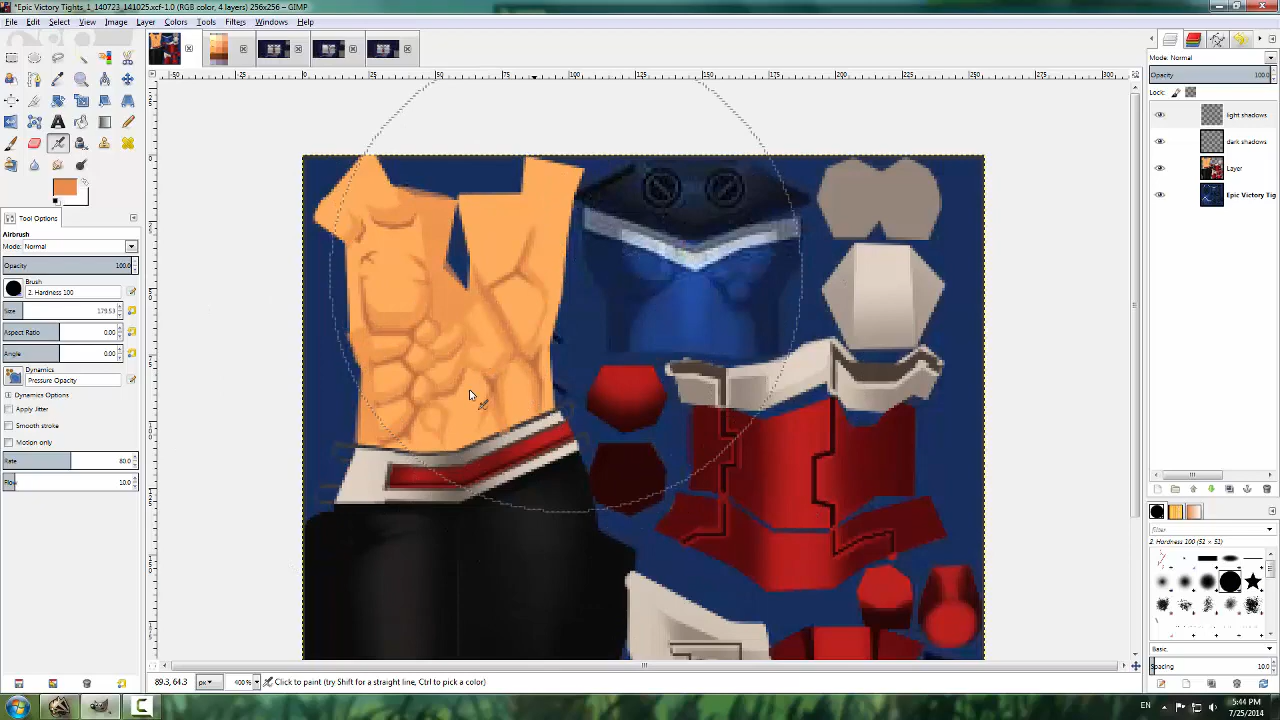 *Epic Victory Tights_1_140723_141025.xcf-1.0 (RGB color, 4 layers) 256x256 – GIMP
File Edit Select View Image Layer Colors Tools Filters Windows Help
Mode: Normal
Opacity 100.0
Lock:
light shadows
dark shadows
Layer
Epic Victory Tig
Tool Options
Airbrush
Mode: Normal
Opacity 100.0
Brush
2. Hardness 100
Size 179.53
Aspect Ratio 0.00
Angle 0.00
Dynamics
Pressure Opacity
Dynamics Options
Apply Jitter
Smooth stroke
Motion only
Rate 80.0
Flow 10.0
Filter
2. Hardness 100 (51 × 51)
Basic,
Spacing 10.0
89.3, 64.3 px 400% Click to paint (try Shift for a straight line, Ctrl to pick a color)
EN 5:44 PM
7/25/2014